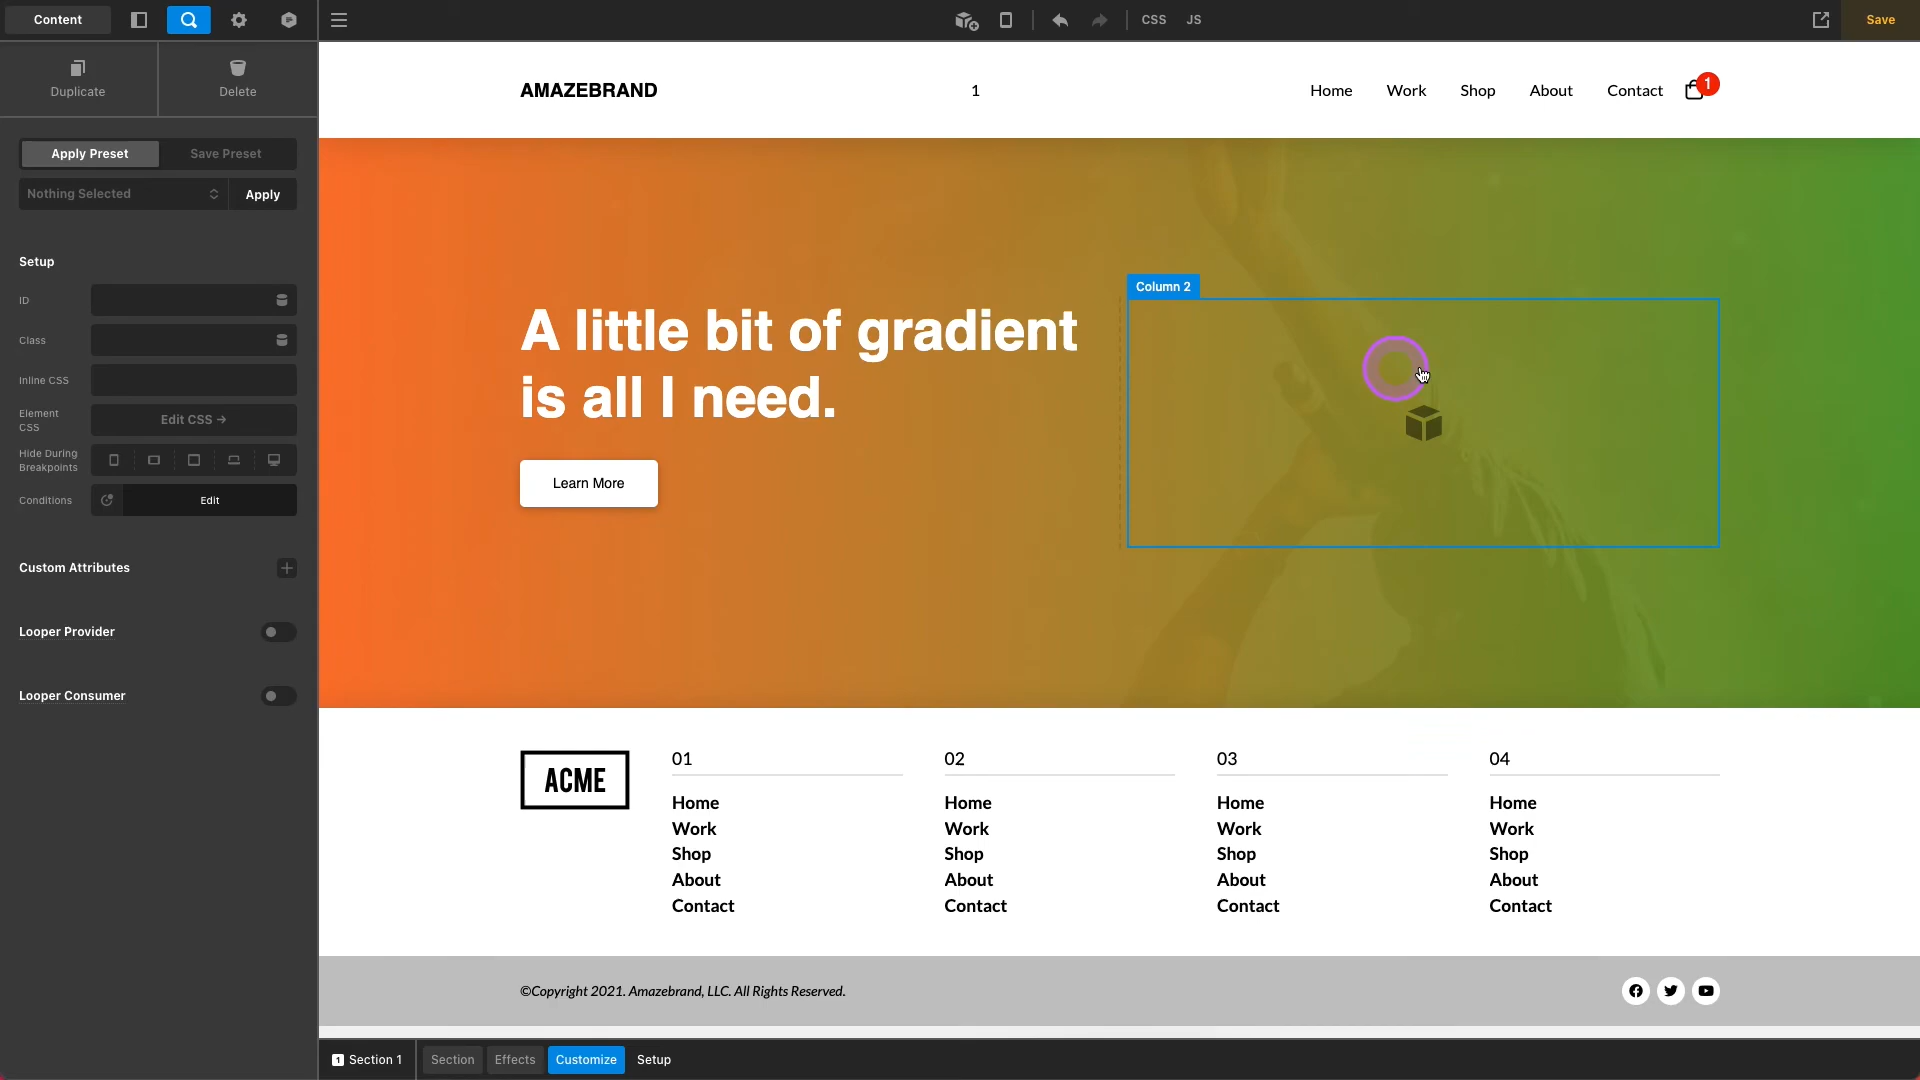 Content
CSS
JS
Save
Duplicate
Delete
Apply Preset
Save Preset
Nothing Selected
Apply
Setup
ID
Class
Inline CSS
Element
CSS
Edit CSS →
Hide During
Breakpoints
Conditions
Edit
Custom Attributes
Looper Provider
Looper Consumer
AMAZEBRAND
1
Home
Work
Shop
About
Contact
1
Column 2
A little bit of gradient
is all I need.
Learn More
ACME
01
Home
Work
Shop
About
Contact
02
Home
Work
Shop
About
Contact
03
Home
Work
Shop
About
Contact
04
Home
Work
Shop
About
Contact
©Copyright 2021. Amazebrand, LLC. All Rights Reserved.
1 Section 1
Section
Effects
Customize
Setup